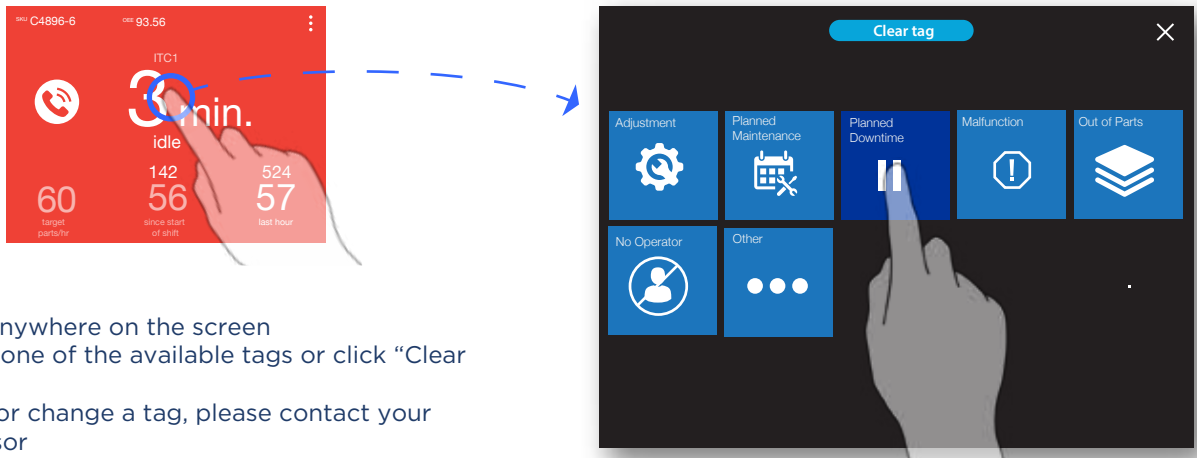 SKU C4896-6 OEE 93.56
ITC1
3 min.
idle
142 524
60 56 57
target parts/hr
since start of shift
last hour
nywhere on the screen
one of the available tags or click “Clear
or change a tag, please contact your
sor
Clear tag
Adjustment
Planned Maintenance
Planned Downtime
Malfunction
Out of Parts
No Operator
Other